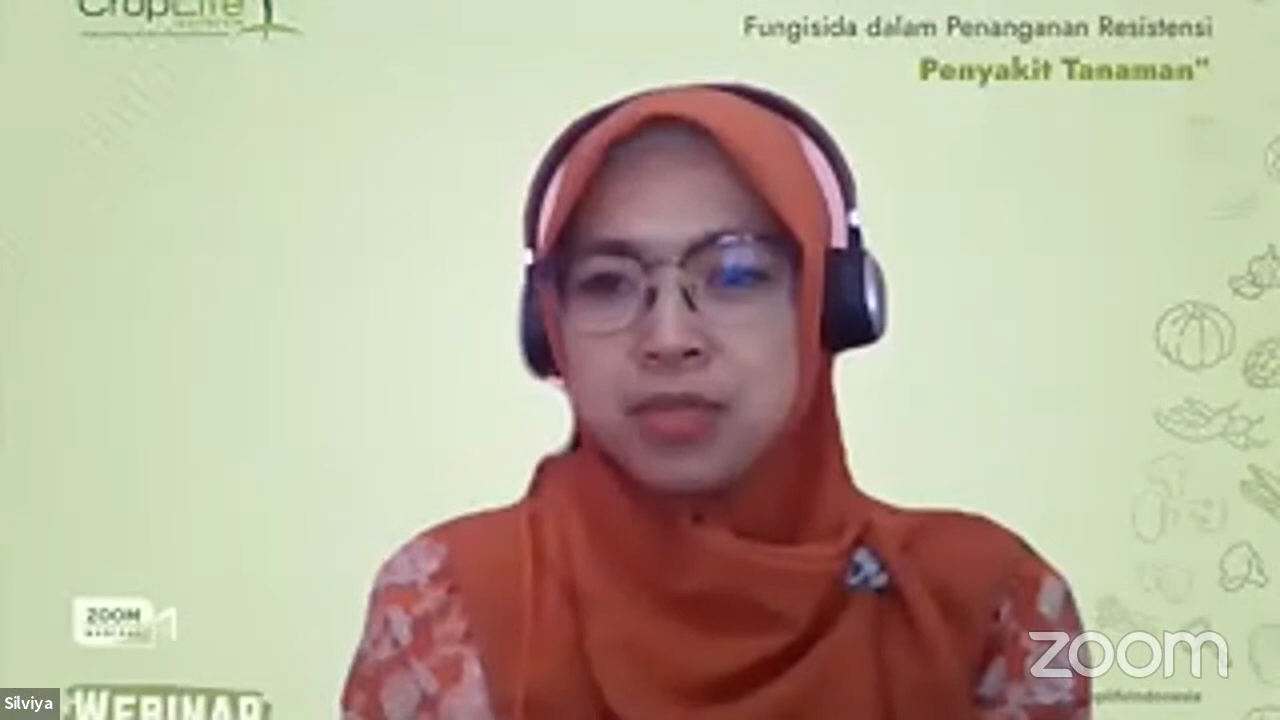 CropLife
Fungisida dalam Penanganan Resistensi
Penyakit Tanaman"
ZOOM
zoom
Silviya
WEBINAR